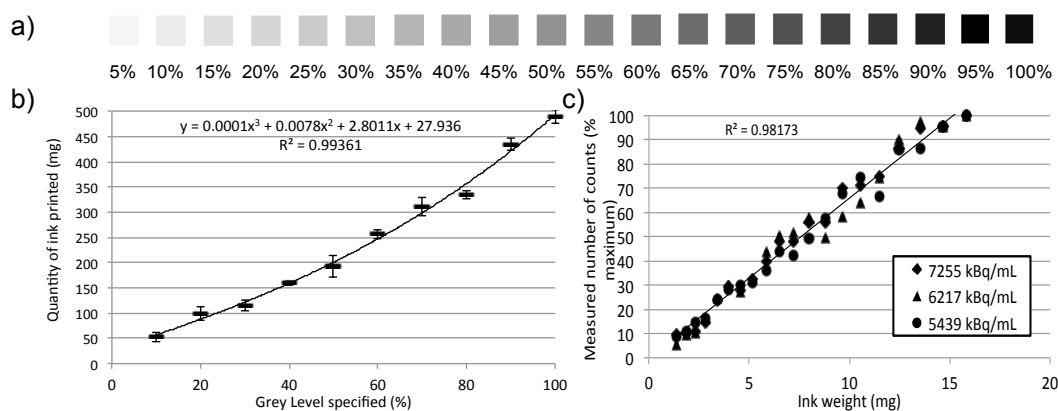 a)
5% 10% 15% 20% 25% 30% 35% 40% 45% 50% 55% 60% 65% 70% 75% 80% 85% 90% 95% 100%
b)
Quantity of ink printed (mg)
500
450
400
350
300
250
200
150
100
50
0
y = 0.0001x³ + 0.0078x² + 2.8011x + 27.936
R² = 0.99361
0 20 40 60 80 100
Grey Level specified (%)
c)
Measured number of counts (%
maximum)
100
90
80
70
60
50
40
30
20
10
0
R² = 0.98173
7255 kBq/mL
6217 kBq/mL
5439 kBq/mL
0 5 10 15 20
Ink weight (mg)